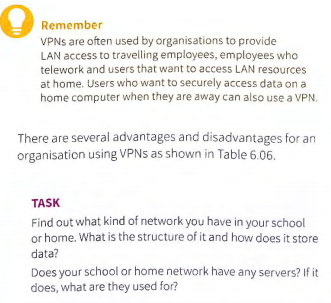 Remember
VPNs are often used by organisations to provide
LAN access to travelling employees, employees who
telework and users that want to access LAN resources
at home. Users who want to securely access data on a
home computer when they are away can also use a VPN.
There are several advantages and disadvantages for an
organisation using VPNs as shown in Table 6.06.
TASK
Find out what kind of network you have in your school
or home. What is the structure of it and how does it store
data?
Does your school or home network have any servers? If it
does, what are they used for?